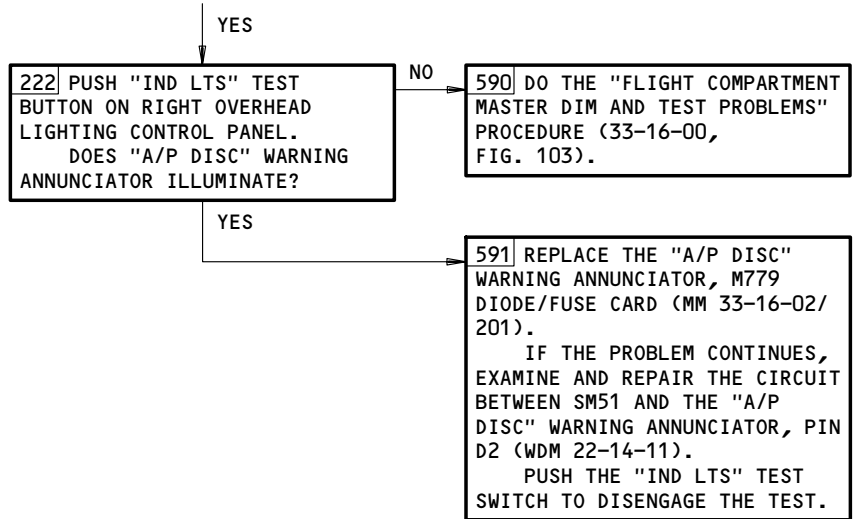 YES
222 PUSH "IND LTS" TEST
BUTTON ON RIGHT OVERHEAD
LIGHTING CONTROL PANEL.
DOES "A/P DISC" WARNING
ANNUNCIATOR ILLUMINATE?
NO
590 DO THE "FLIGHT COMPARTMENT
MASTER DIM AND TEST PROBLEMS"
PROCEDURE (33-16-00,
FIG. 103).
YES
591 REPLACE THE "A/P DISC"
WARNING ANNUNCIATOR, M779
DIODE/FUSE CARD (MM 33-16-02/
201).
IF THE PROBLEM CONTINUES,
EXAMINE AND REPAIR THE CIRCUIT
BETWEEN SM51 AND THE "A/P
DISC" WARNING ANNUNCIATOR, PIN
D2 (WDM 22-14-11).
PUSH THE "IND LTS" TEST
SWITCH TO DISENGAGE THE TEST.